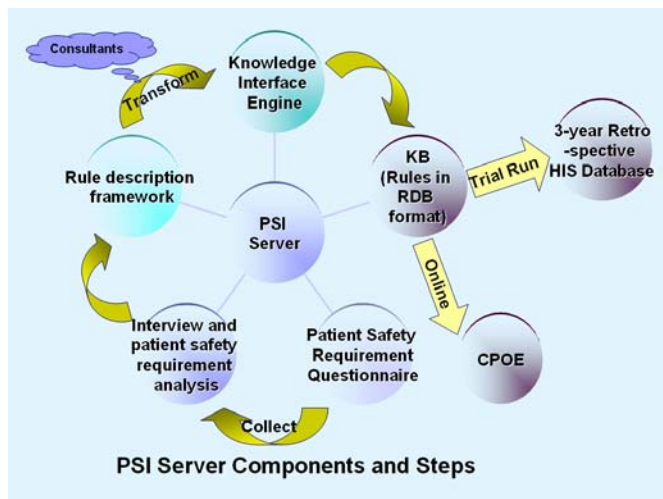 Consultants
Transform
Knowledge
Interface
Engine
Rule description
framework
PSI
Server
KB
(Rules in
RDB
format)
Trial Run
3-year Retro
-spective
HIS Database
Online
CPOE
Interview and
patient safety
requirement
analysis
Patient Safety
Requirement
Questionnaire
Collect
PSI Server Components and Steps